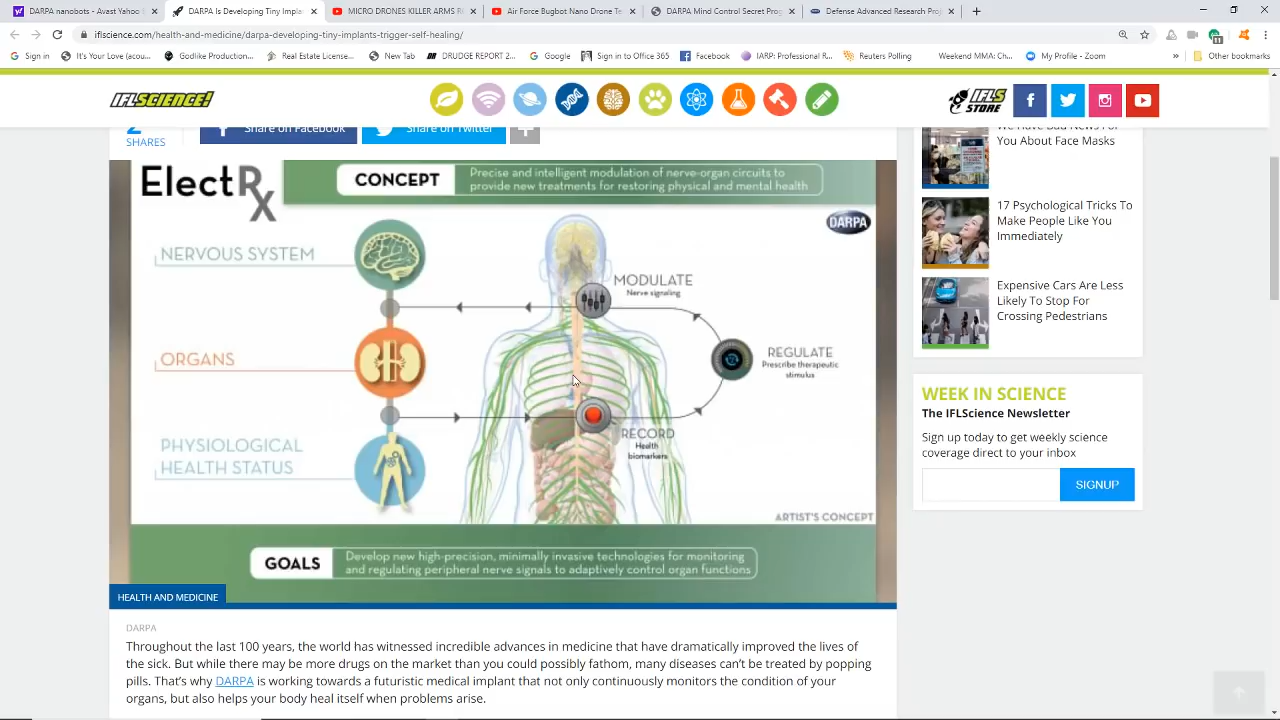 DARPA nanobots - Avast Yahoo
DARPA Is Developing Tiny Implan
MICRO DRONES KILLER ARMS R
Air Force Bugbot Nano Drone Te
DARPA Mind Control Secret Prog
Defense Advanced Research Proj
iflscience.com/health-and-medicine/darpa-developing-tiny-implants-trigger-self-healing/
Sign in
It's Your Love (acou...
Godlike Production...
Real Estate License...
New Tab
DRUDGE REPORT 2...
Google
Sign in to Office 365
Facebook
IARP: Professional R...
Reuters Polling
Weekend MMA: Ch...
My Profile - Zoom
Other bookmarks
IFLSCIENCE!
IFLS STORE
2 SHARES
Share on Facebook
Share on Twitter
ElectRx
CONCEPT
Precise and intelligent modulation of nerve-organ circuits to
provide new treatments for restoring physical and mental health
DARPA
NERVOUS SYSTEM
ORGANS
PHYSIOLOGICAL
HEALTH STATUS
MODULATE
Nerve signaling
REGULATE
Prescribe therapeutic
stimulus
RECORD
Health
biomarkers
ARTIST'S CONCEPT
GOALS
Develop new high-precision, minimally invasive technologies for monitoring
and regulating peripheral nerve signals to adaptively control organ functions
HEALTH AND MEDICINE
DARPA
Throughout the last 100 years, the world has witnessed incredible advances in medicine that have dramatically improved the lives of
the sick. But while there may be more drugs on the market than you could possibly fathom, many diseases can't be treated by popping
pills. That's why DARPA is working towards a futuristic medical implant that not only continuously monitors the condition of your
organs, but also helps your body heal itself when problems arise.
We Have Bad News For
You About Face Masks
17 Psychological Tricks To
Make People Like You
Immediately
Expensive Cars Are Less
Likely To Stop For
Crossing Pedestrians
WEEK IN SCIENCE
The IFLScience Newsletter
Sign up today to get weekly science
coverage direct to your inbox
SIGNUP